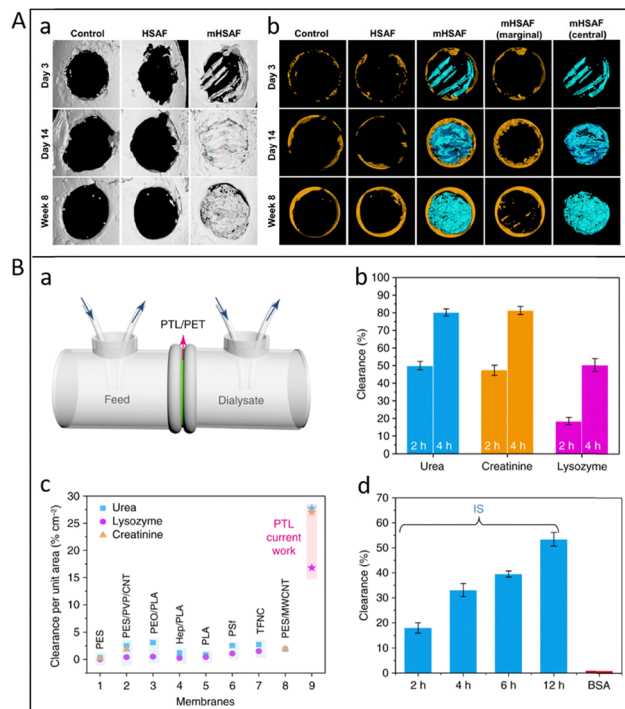 A
a
b
Control
HSAF
mHSAF
Control
HSAF
mHSAF
mHSAF
(marginal)
mHSAF
(central)
Day 3
Day 14
Week 8
Day 3
Day 14
Week 8
B
a
PTL/PET
Feed
Dialysate
b
Clearance (%)
100
90
80
70
60
50
40
30
20
10
0
2 h
4 h
2 h
4 h
2 h
4 h
Urea
Creatinine
Lysozyme
c
Clearance per unit area (% cm⁻²)
30
25
20
15
10
5
0
Urea
Lysozyme
Creatinine
PTL
current
work
PES
PES/PVP/CNT
PEO/PLA
Hep/PLA
PLA
PSf
TFNC
PES/MWCNT
1 2 3 4 5 6 7 8 9
Membranes
d
Clearance (%)
70
60
50
40
30
20
10
0
IS
2 h
4 h
6 h
12 h
BSA